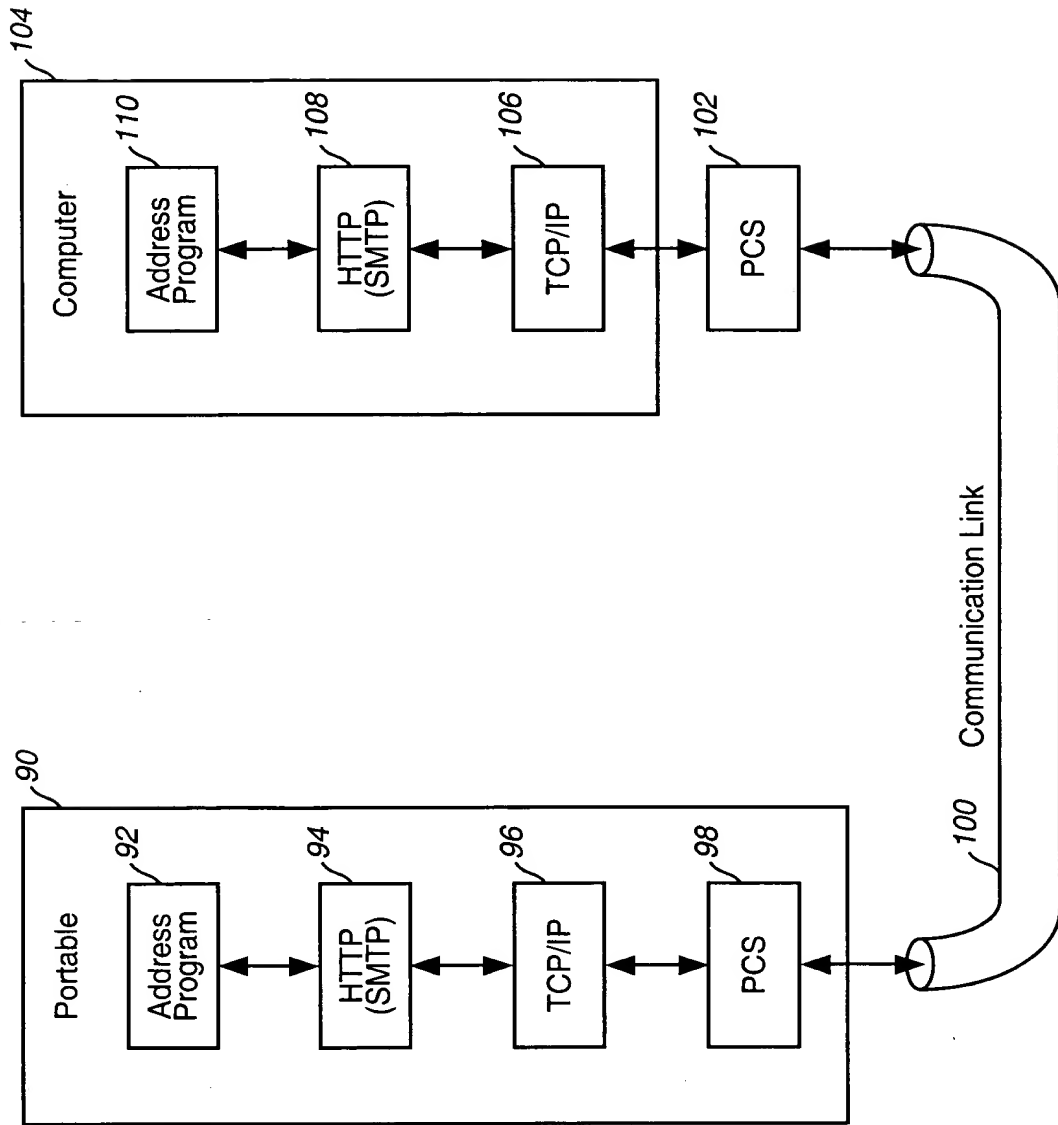 Portable
90
Address
Program
92
HTTP
(SMTP)
94
TCP/IP
96
PCS
98
100
Communication Link
Computer
104
Address
Program
110
HTTP
(SMTP)
108
TCP/IP
106
PCS
102